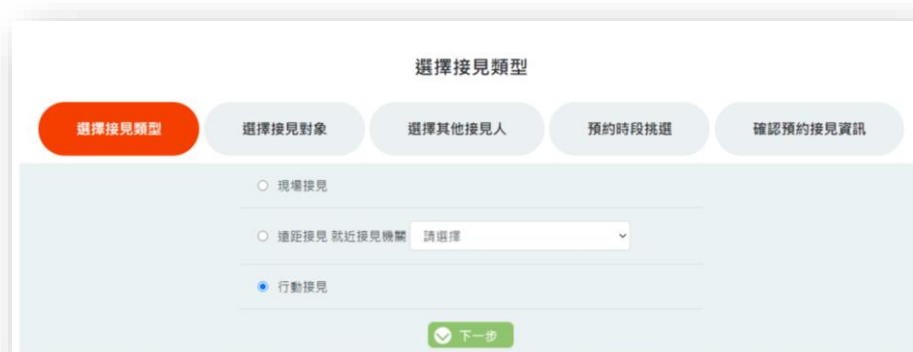 選擇接見類型
選擇接見類型 選擇接見對象 選擇其他接見人 預約時段挑選 確認預約接見資訊
現場接見
遠距接見 就近接見機關 請選擇
行動接見
下一步